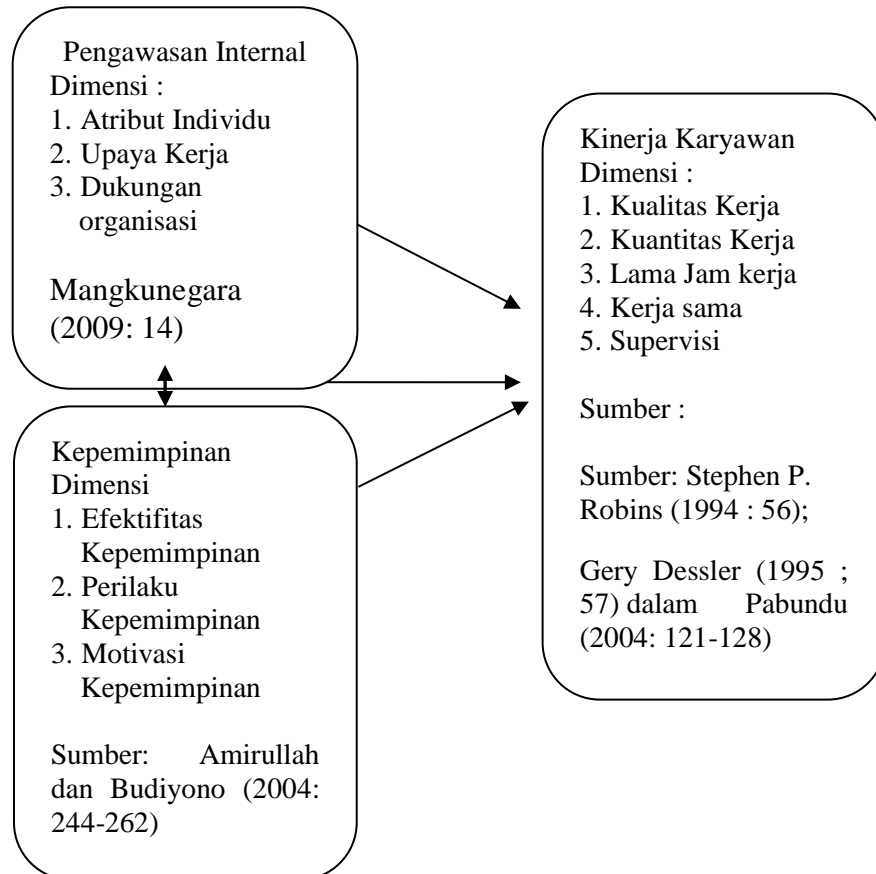 Pengawasan Internal
Dimensi :
1. Atribut Individu
2. Upaya Kerja
3. Dukungan
organisasi
Mangkunegara
(2009: 14)
Kepemimpinan
Dimensi
1. Efektifitas
Kepemimpinan
2. Perilaku
Kepemimpinan
3. Motivasi
Kepemimpinan
Sumber: Amirullah
dan Budiyono (2004:
244-262)
Kinerja Karyawan
Dimensi :
1. Kualitas Kerja
2. Kuantitas Kerja
3. Lama Jam kerja
4. Kerja sama
5. Supervisi
Sumber :
Sumber: Stephen P.
Robins (1994 : 56);
Gery Dessler (1995 ;
57) dalam Pabundu
(2004: 121-128)